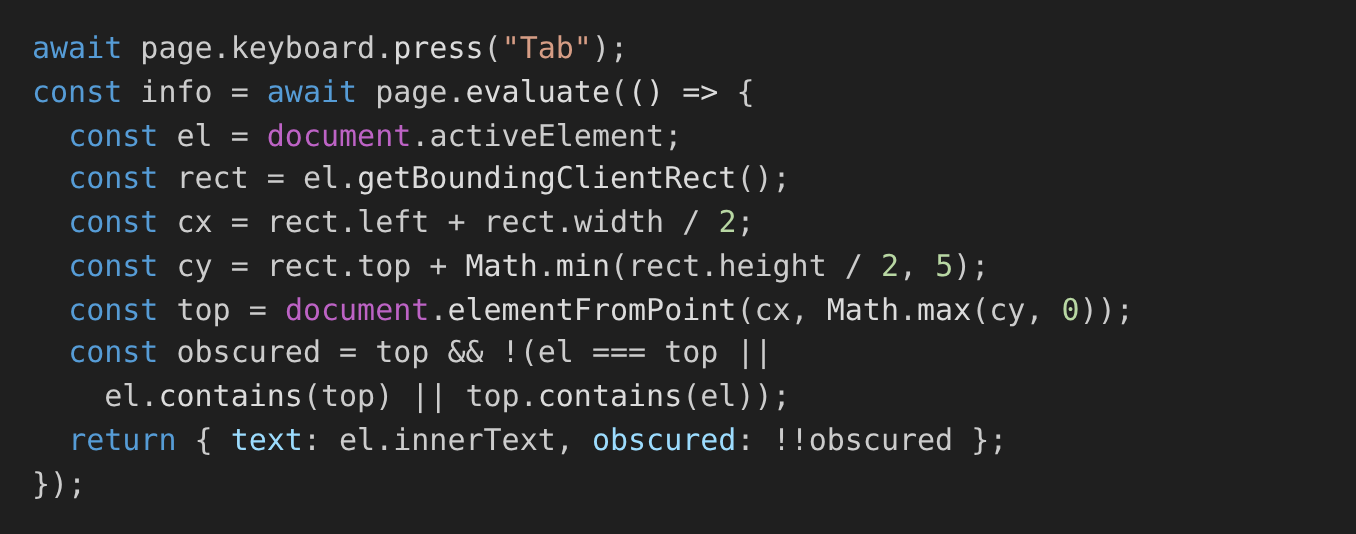 await page.keyboard.press("Tab");
const info = await page.evaluate(() => {
  const el = document.activeElement;
  const rect = el.getBoundingClientRect();
  const cx = rect.left + rect.width / 2;
  const cy = rect.top + Math.min(rect.height / 2, 5);
  const top = document.elementFromPoint(cx, Math.max(cy, 0));
  const obscured = top && !(el === top ||
    el.contains(top) || top.contains(el));
  return { text: el.innerText, obscured: !!obscured };
});